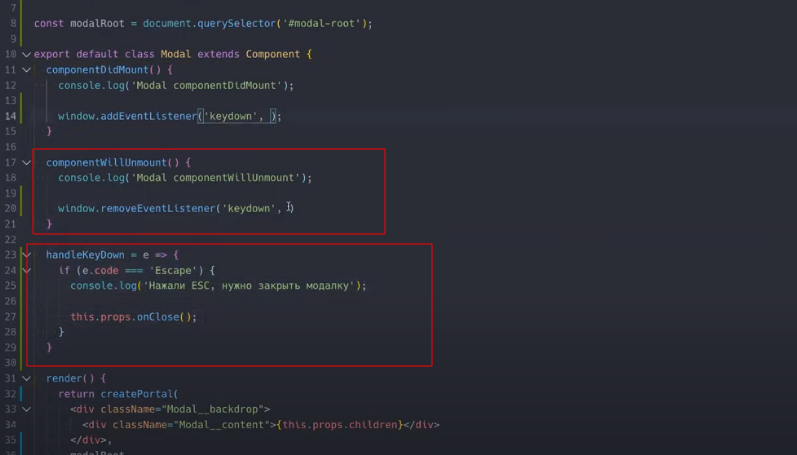 7
8 const modalRoot = document.querySelector('#modal-root');
9
10 export default class Modal extends Component {
11 componentDidMount() {
12 console.log('Modal componentDidMount');
13
14 window.addEventListener('keydown', );
15 }
16
17 componentWillUnmount() {
18 console.log('Modal componentWillUnmount');
19
20 window.removeEventListener('keydown', )
21 }
22
23 handleKeyDown = e => {
24 if (e.code === 'Escape') {
25 console.log('Нажали ESC, нужно закрыть модалку');
26
27 this.props.onClose();
28 }
29 }
30
31 render() {
32 return createPortal(
33 <div className="Modal__backdrop">
34 <div className="Modal__content">{this.props.children}</div>
35 </div>,
modalRoot